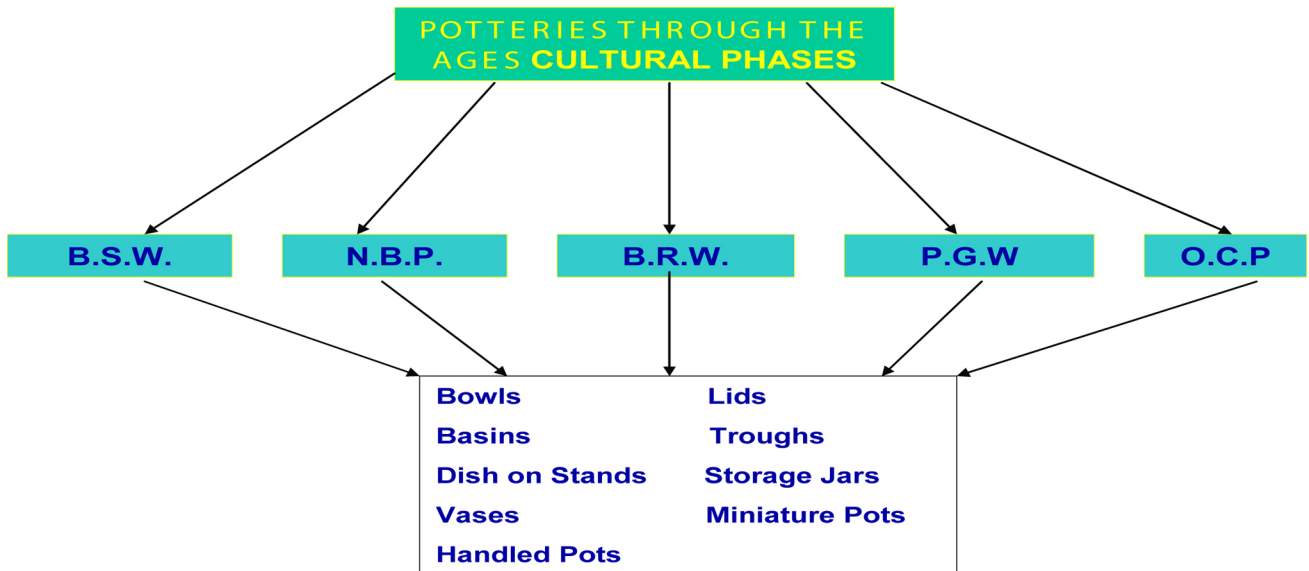 POTTERIES THROUGH THE
AGES CULTURAL PHASES
B.S.W.
N.B.P.
B.R.W.
P.G.W
O.C.P
Bowls
Lids
Basins
Troughs
Dish on Stands
Storage Jars
Vases
Miniature Pots
Handled Pots